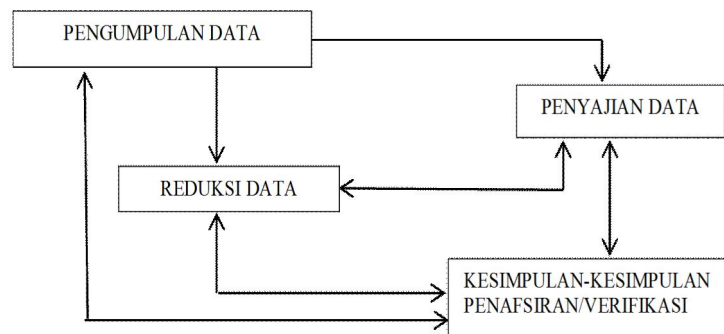 PENGUMPULAN DATA
PENYAJIAN DATA
REDUKSI DATA
KESIMPULAN-KESIMPULAN
PENAFSIRAN/VERIFIKASI